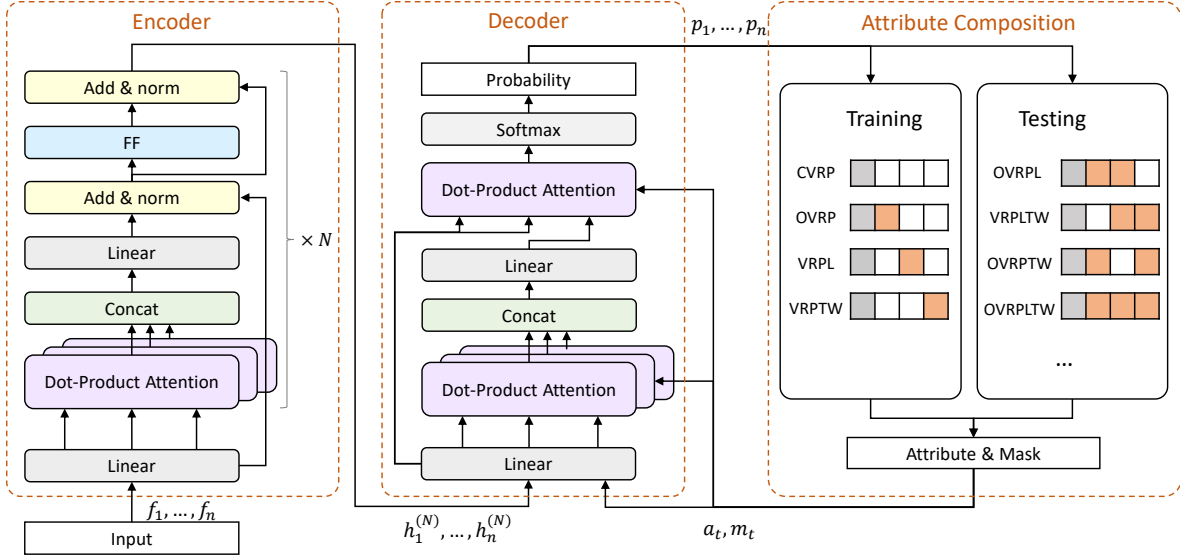 Encoder
Add & norm
FF
Add & norm
Linear
Concat
Dot-Product Attention
Linear
× N
f₁, …, fₙ
Input
Decoder
Probability
Softmax
Dot-Product Attention
Linear
Concat
Dot-Product Attention
Linear
h₁⁽ᴺ⁾, …, hₙ⁽ᴺ⁾
p₁, …, pₙ
Attribute Composition
Training
CVRP
OVRP
VRPL
VRPTW
Testing
OVRPL
VRPLTW
OVRPTW
OVRPLTW
...
Attribute & Mask
aₜ, mₜ